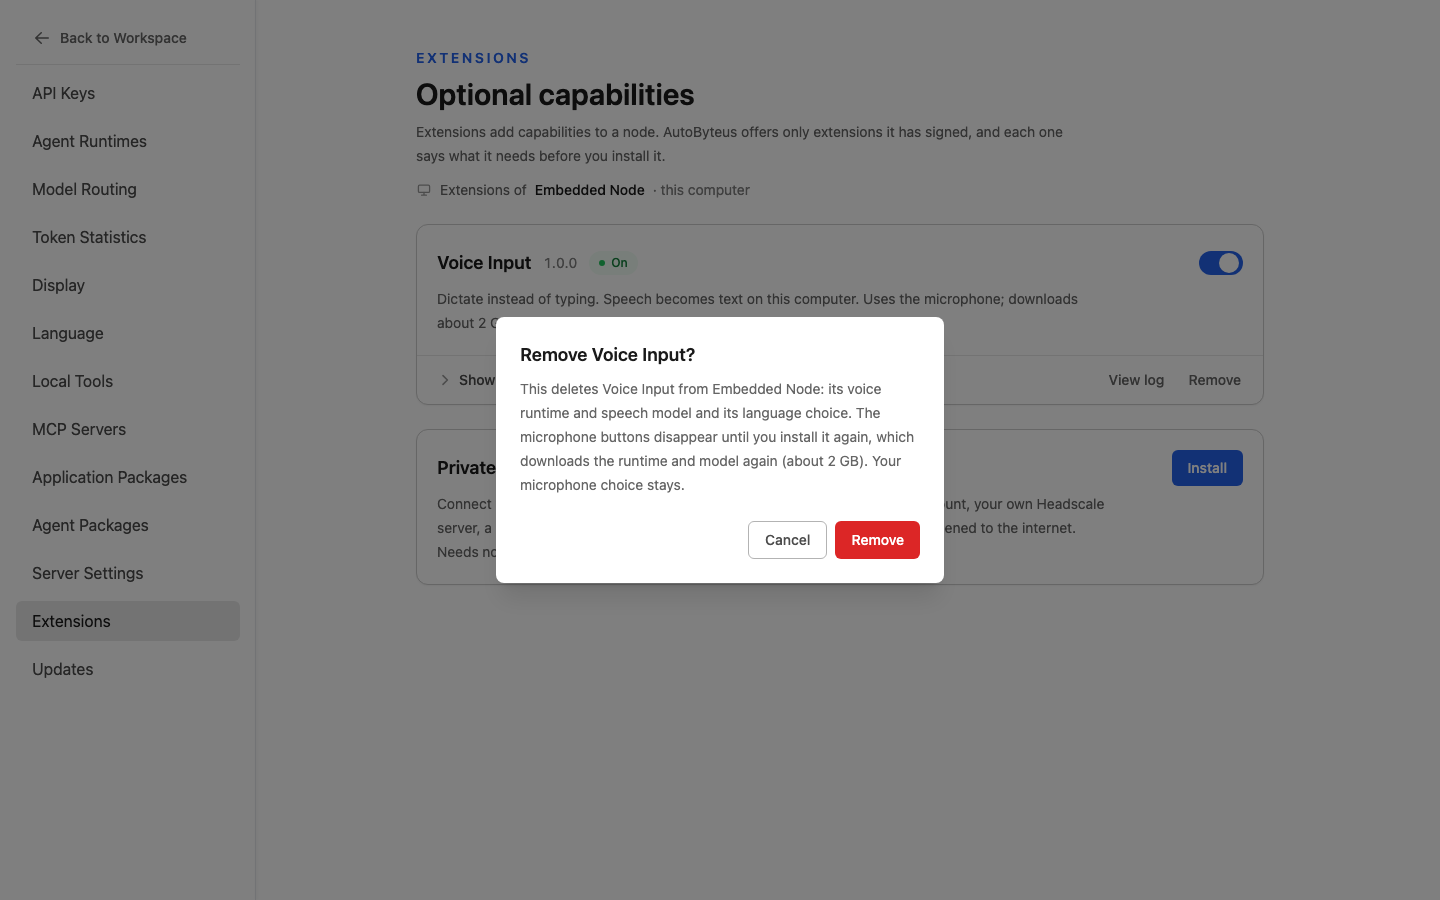 Back to Workspace
API Keys
Agent Runtimes
Model Routing
Token Statistics
Display
Language
Local Tools
MCP Servers
Application Packages
Agent Packages
Server Settings
Extensions
Updates
EXTENSIONS
Optional capabilities
Extensions add capabilities to a node. AutoByteus offers only extensions it has signed, and each one
says what it needs before you install it.
Extensions of Embedded Node · this computer
Voice Input 1.0.0 On
Dictate instead of typing. Speech becomes text on this computer. Uses the microphone; downloads
about 2
Show
View log Remove
Private
Install
Connect
, your own Headscale
server, a
to the internet.
Needs
Remove Voice Input?
This deletes Voice Input from Embedded Node: its voice
runtime and speech model and its language choice. The
microphone buttons disappear until you install it again, which
downloads the runtime and model again (about 2 GB). Your
microphone choice stays.
Cancel Remove